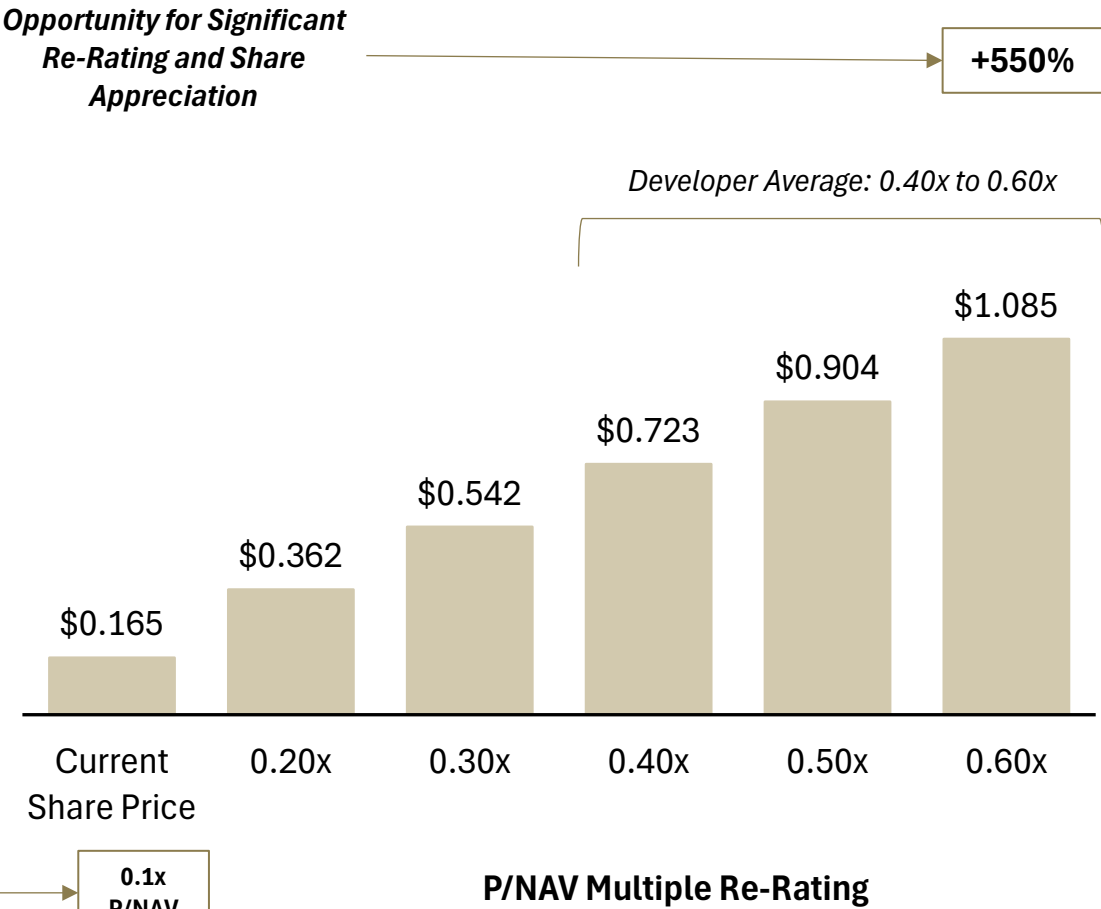 Opportunity for Significant
Re-Rating and Share
Appreciation
+550%
Developer Average: 0.40x to 0.60x
$1.085
$0.904
$0.723
$0.542
$0.362
$0.165
Current
Share Price
0.20x
0.30x
0.40x
0.50x
0.60x
0.1x
P/NAV
P/NAV Multiple Re-Rating